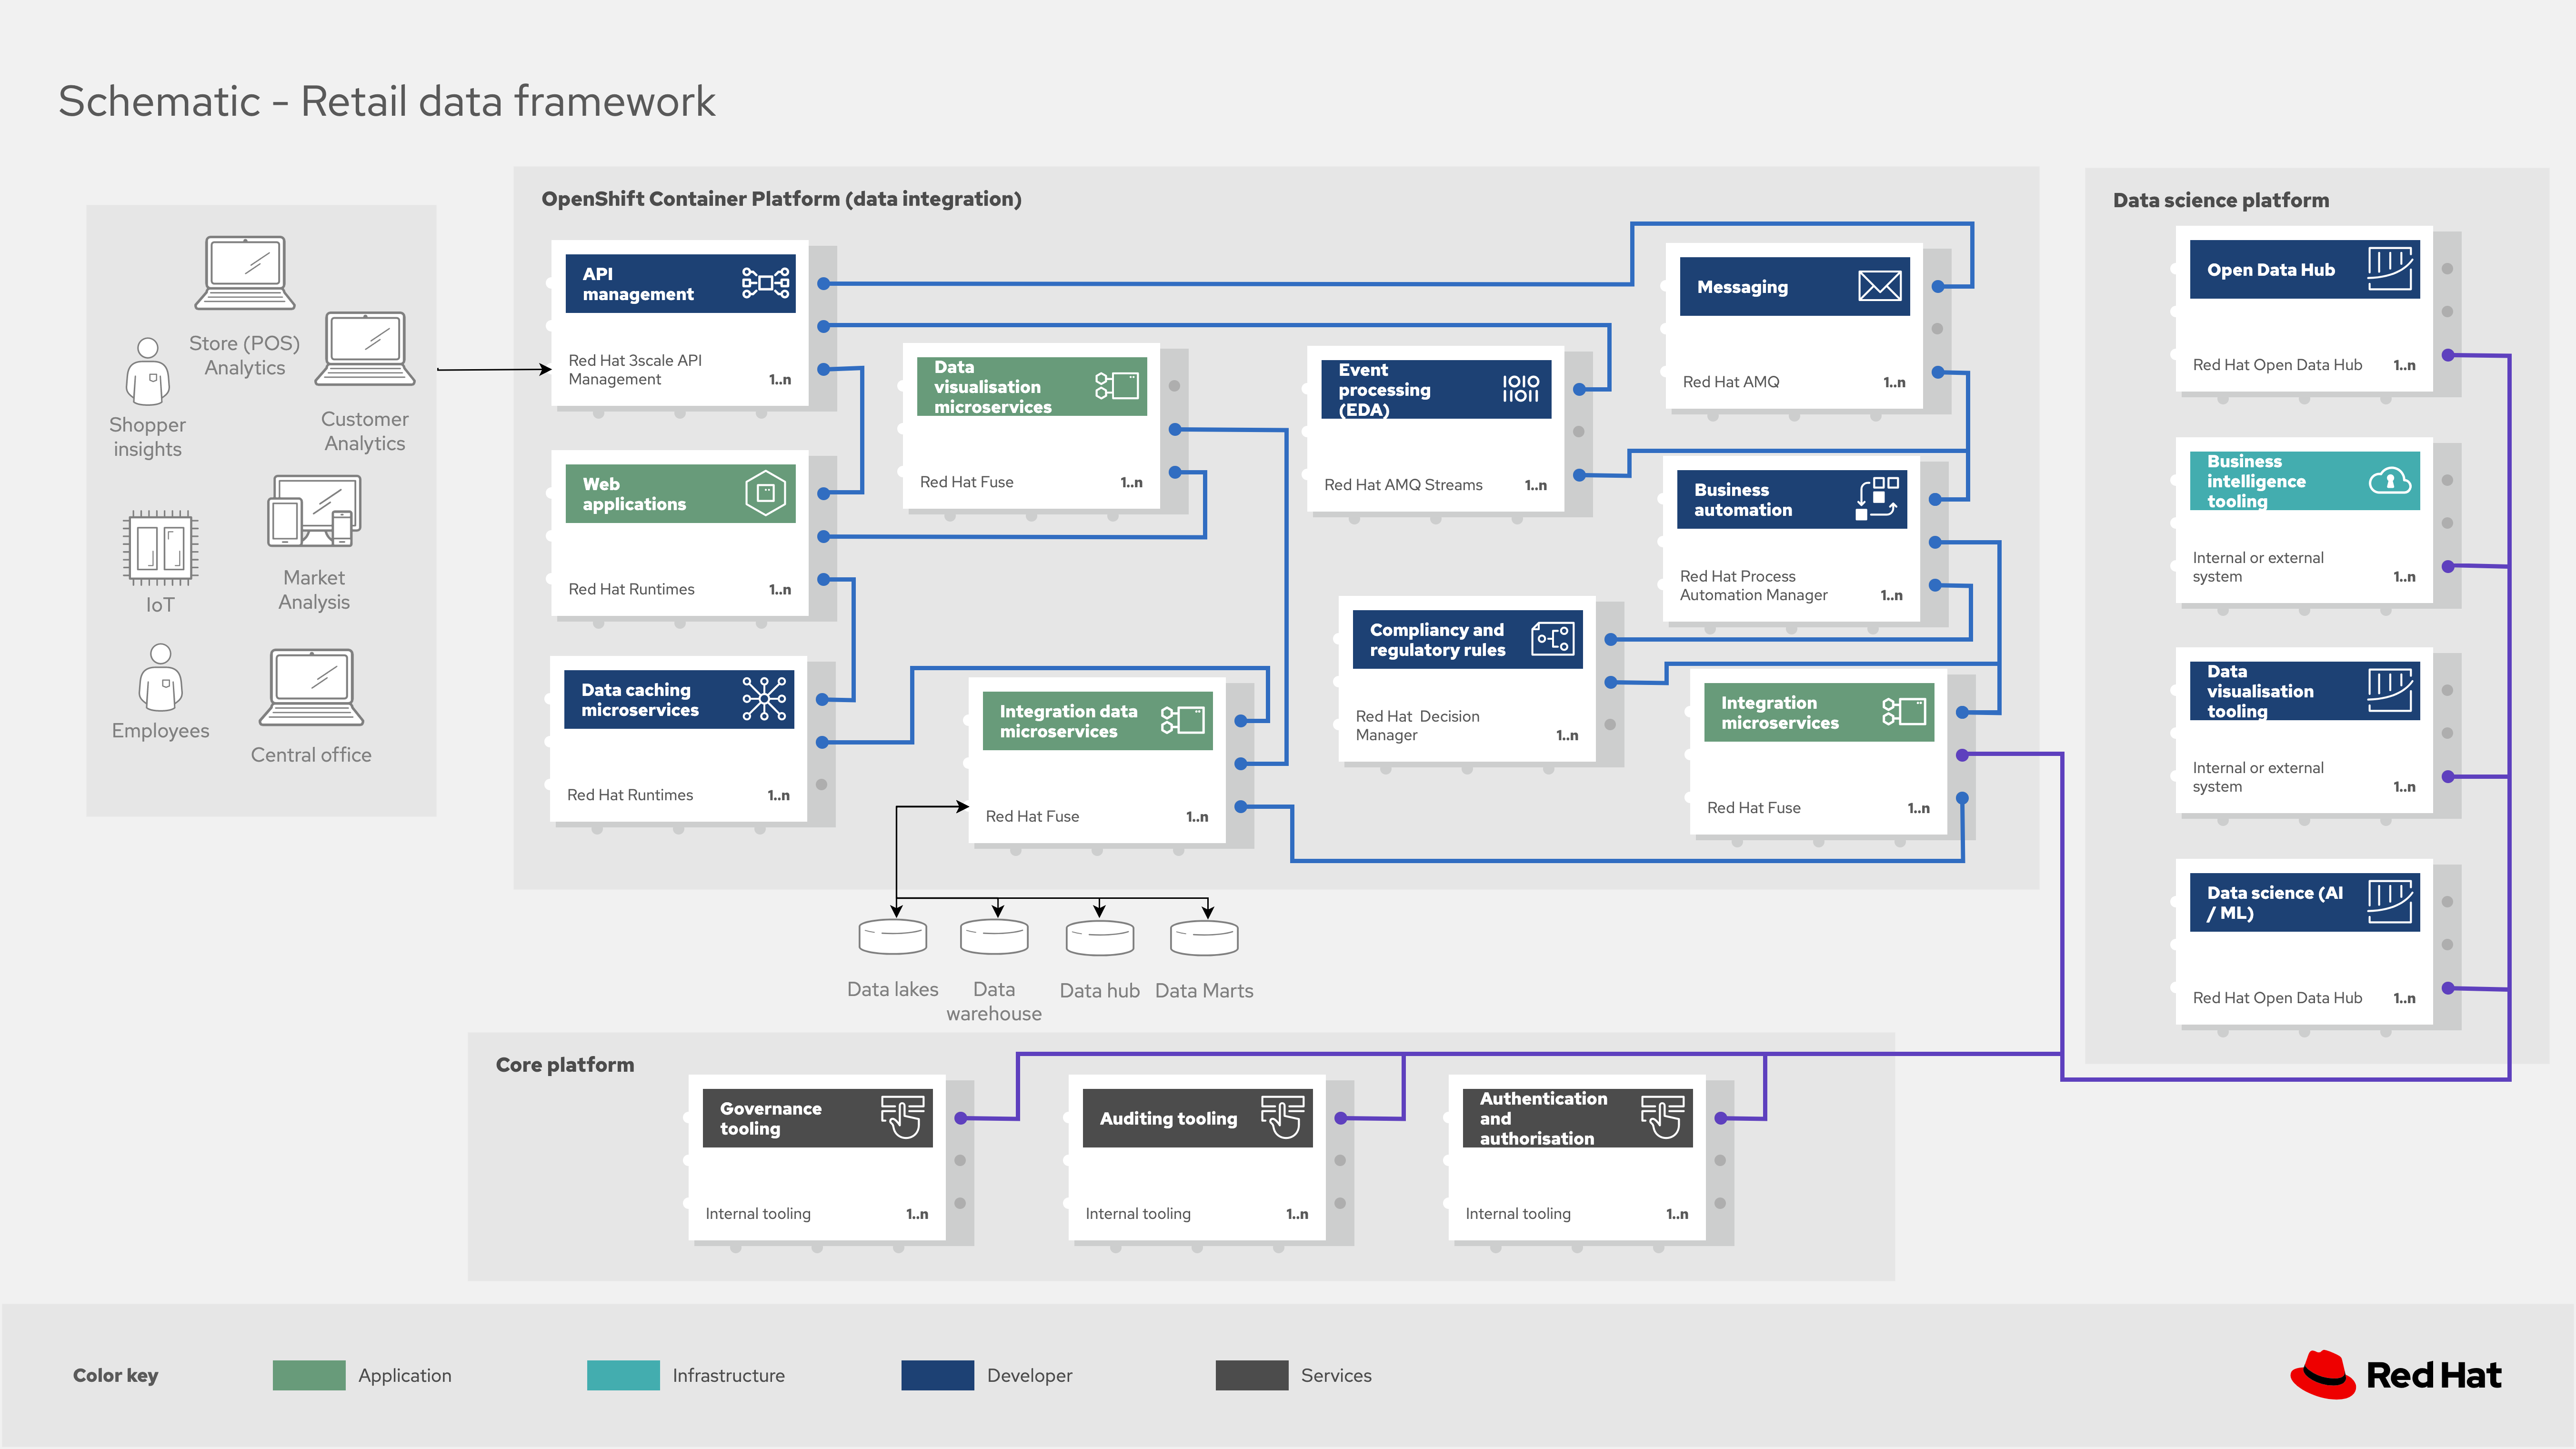 Schematic - Retail data framework
Store (POS)
Analytics
Shopper
insights
Customer
Analytics
IoT
Market
Analysis
Employees
Central office
OpenShift Container Platform (data integration)
API
management
Red Hat 3scale API
Management
1..n
Web
applications
Red Hat Runtimes
1..n
Data caching
microservices
Red Hat Runtimes
1..n
Data
visualisation
microservices
Red Hat Fuse
1..n
Integration data
microservices
Red Hat Fuse
1..n
Event
processing
(EDA)
IOIO
IIOII
Red Hat AMQ Streams
1..n
Compliancy and
regulatory rules
Red Hat Decision
Manager
1..n
Messaging
Red Hat AMQ
1..n
Business
automation
Red Hat Process
Automation Manager
1..n
Integration
microservices
Red Hat Fuse
1..n
Data lakes
Data
warehouse
Data hub
Data Marts
Data science platform
Open Data Hub
Red Hat Open Data Hub
1..n
Business
intelligence
tooling
Internal or external
system
1..n
Data
visualisation
tooling
Internal or external
system
1..n
Data science (AI
/ ML)
Red Hat Open Data Hub
1..n
Core platform
Governance
tooling
Internal tooling
1..n
Auditing tooling
Internal tooling
1..n
Authentication
and
authorisation
Internal tooling
1..n
Color key
Application
Infrastructure
Developer
Services
Red Hat